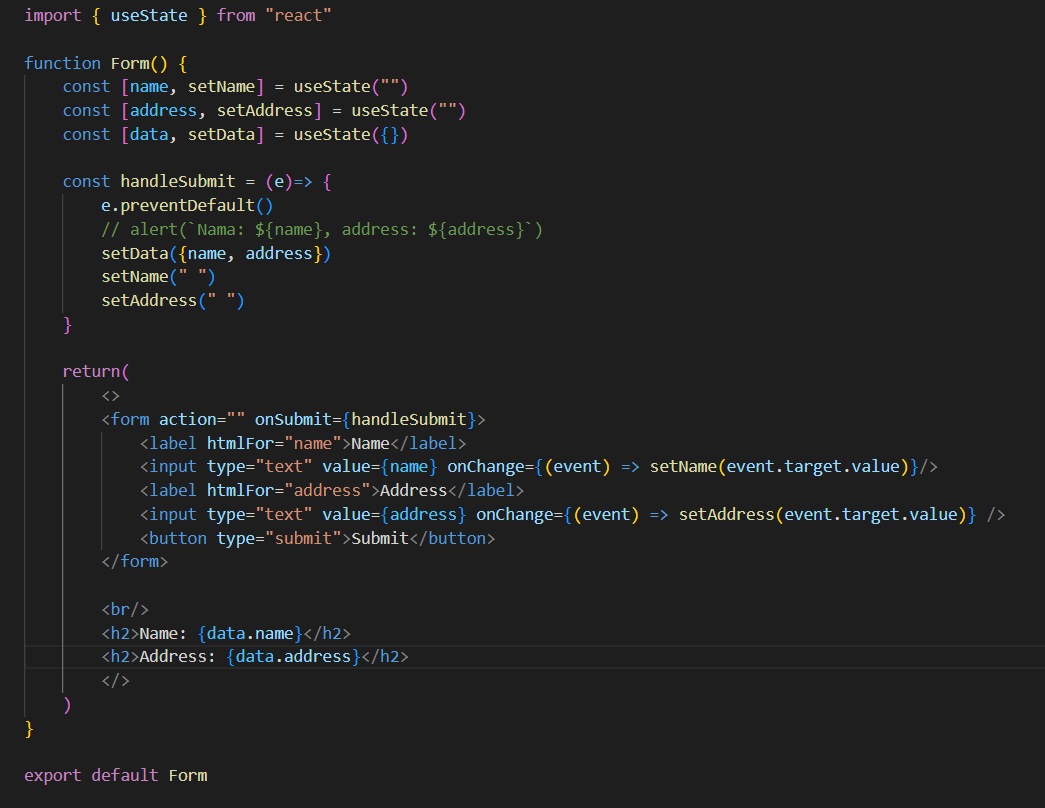 import { useState } from "react"
function Form() {
const [name, setName] = useState("")
const [address, setAddress] = useState("")
const [data, setData] = useState({})
const handleSubmit = (e)=> {
e.preventDefault()
// alert(`Nama: ${name}, address: ${address}`)
setData({name, address})
setName(" ")
setAddress(" ")
}
return(
<>
<form action="" onSubmit={handleSubmit}>
<label htmlFor="name">Name</label>
<input type="text" value={name} onChange={(event) => setName(event.target.value)}/>
<label htmlFor="address">Address</label>
<input type="text" value={address} onChange={(event) => setAddress(event.target.value)} />
<button type="submit">Submit</button>
</form>
<br/>
<h2>Name: {data.name}</h2>
<h2>Address: {data.address}</h2>
</>
)
}
export default Form